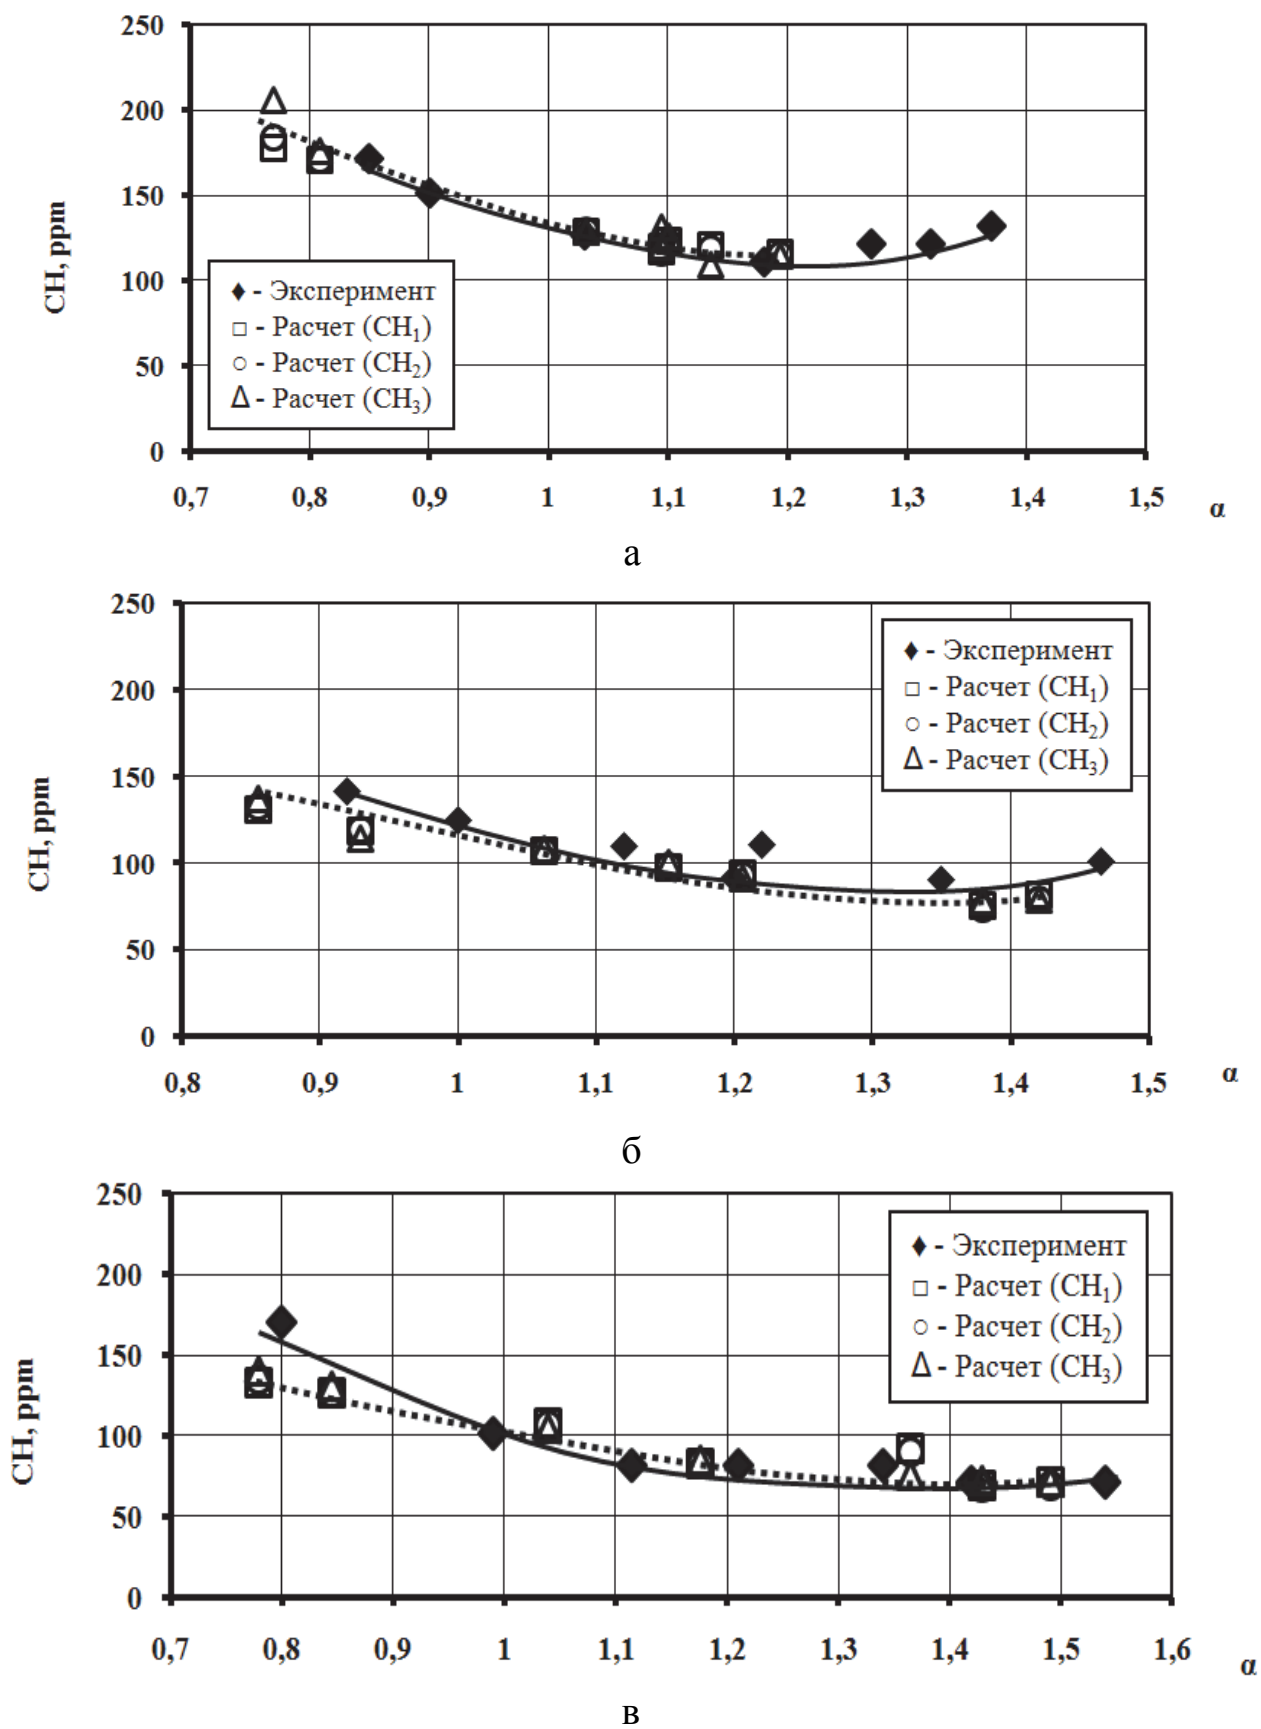 250
200
150
100
50
0
CH, ppm
♦ - Эксперимент
□ - Расчет (CH₁)
○ - Расчет (CH₂)
Δ - Расчет (CH₃)
0,7 0,8 0,9 1 1,1 1,2 1,3 1,4 1,5 α
а
250
200
150
100
50
0
CH, ppm
♦ - Эксперимент
□ - Расчет (CH₁)
○ - Расчет (CH₂)
Δ - Расчет (CH₃)
0,8 0,9 1 1,1 1,2 1,3 1,4 1,5 α
б
250
200
150
100
50
0
CH, ppm
♦ - Эксперимент
□ - Расчет (CH₁)
○ - Расчет (CH₂)
Δ - Расчет (CH₃)
0,7 0,8 0,9 1 1,1 1,2 1,3 1,4 1,5 1,6 α
в